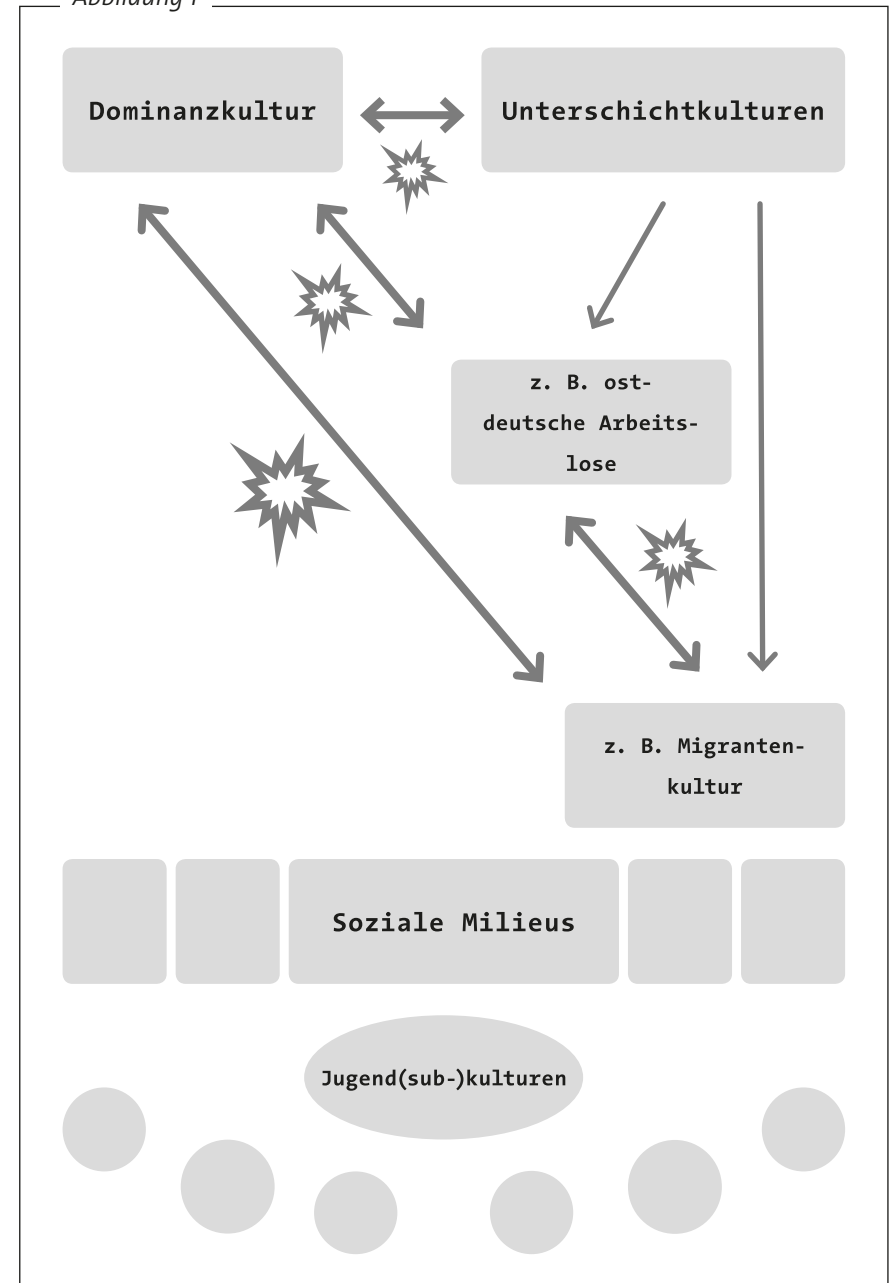 Abbildung 1
Dominanzkultur
Unterschichtkulturen
z. B. ost-
deutsche Arbeits-
lose
z. B. Migranten-
kultur
Soziale Milieus
Jugend(sub-)kulturen